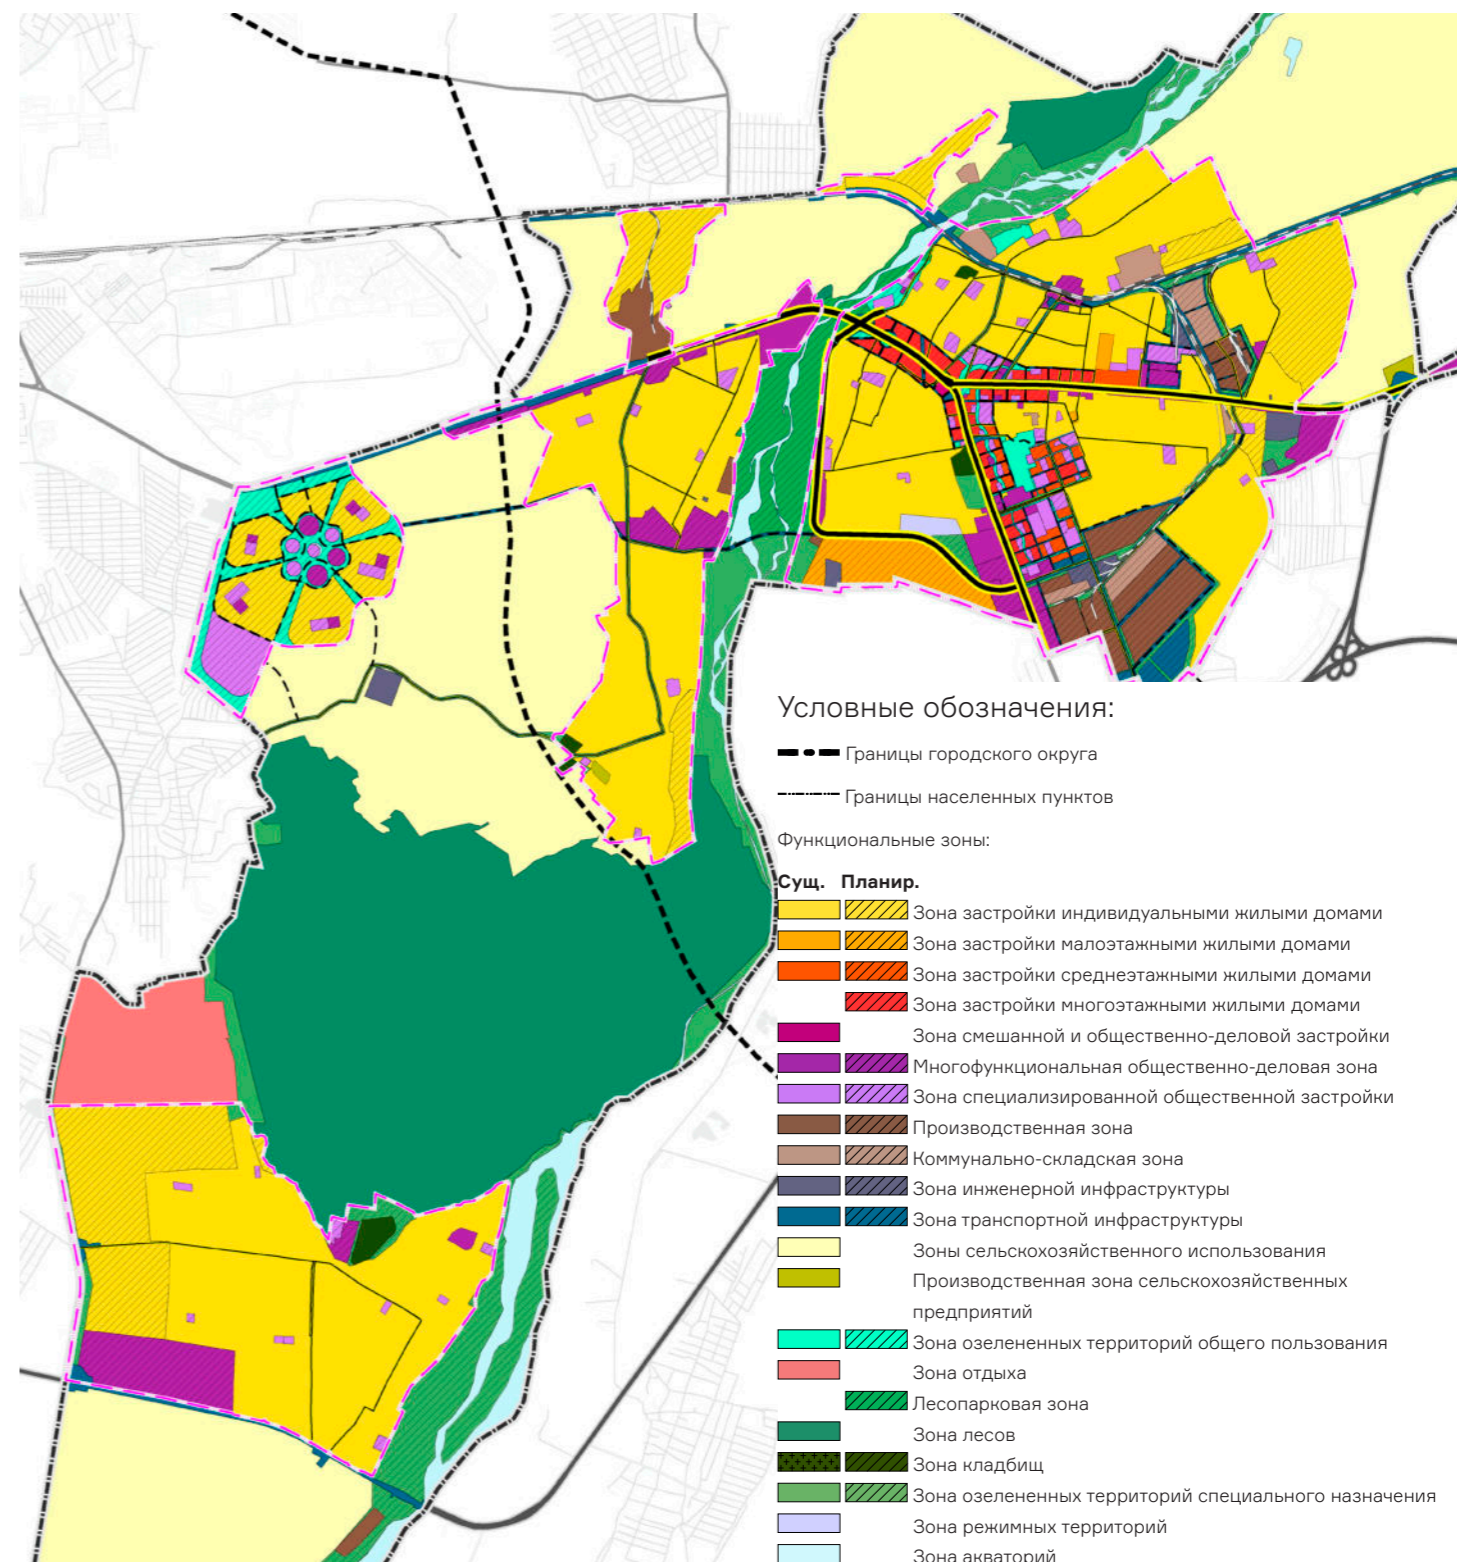 Условные обозначения:
Границы городского округа
Границы населенных пунктов
Функциональные зоны:
Сущ. Планир.
Зона застройки индивидуальными жилыми домами
Зона застройки малоэтажными жилыми домами
Зона застройки среднеэтажными жилыми домами
Зона застройки многоэтажными жилыми домами
Зона смешанной и общественно-деловой застройки
Многофункциональная общественно-деловая зона
Зона специализированной общественной застройки
Производственная зона
Коммунально-складская зона
Зона инженерной инфраструктуры
Зона транспортной инфраструктуры
Зоны сельскохозяйственного использования
Производственная зона сельскохозяйственных
предприятий
Зона озелененных территорий общего пользования
Зона отдыха
Лесопарковая зона
Зона лесов
Зона кладбищ
Зона озелененных территорий специального назначения
Зона режимных территорий
Зона акваторий